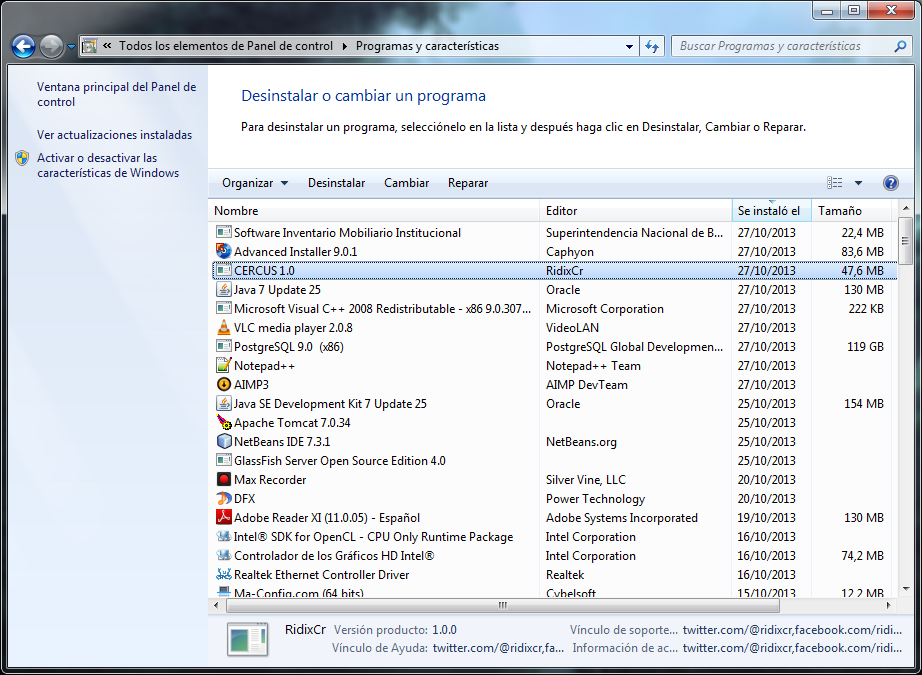 « Todos los elementos de Panel de control ▸ Programas y características
Buscar Programas y características
Ventana principal del Panel de
control
Ver actualizaciones instaladas
Activar o desactivar las
características de Windows
Desinstalar o cambiar un programa
Para desinstalar un programa, selecciónelo en la lista y después haga clic en Desinstalar, Cambiar o Reparar.
Organizar Desinstalar Cambiar Reparar
Nombre Editor Se instaló el Tamaño
Software Inventario Mobiliario Institucional Superintendencia Nacional de B... 27/10/2013 22,4 MB
Advanced Installer 9.0.1 Caphyon 27/10/2013 83,6 MB
CERCUS 1.0 RidixCr 27/10/2013 47,6 MB
Java 7 Update 25 Oracle 27/10/2013 130 MB
Microsoft Visual C++ 2008 Redistributable - x86 9.0.307... Microsoft Corporation 27/10/2013 222 KB
VLC media player 2.0.8 VideoLAN 27/10/2013
PostgreSQL 9.0 (x86) PostgreSQL Global Developmen... 27/10/2013 119 GB
Notepad++ Notepad++ Team 27/10/2013
AIMP3 AIMP DevTeam 27/10/2013
Java SE Development Kit 7 Update 25 Oracle 25/10/2013 154 MB
Apache Tomcat 7.0.34 25/10/2013
NetBeans IDE 7.3.1 NetBeans.org 25/10/2013
GlassFish Server Open Source Edition 4.0 25/10/2013
Max Recorder Silver Vine, LLC 20/10/2013
DFX Power Technology 20/10/2013
Adobe Reader XI (11.0.05) - Español Adobe Systems Incorporated 19/10/2013 130 MB
Intel® SDK for OpenCL - CPU Only Runtime Package Intel Corporation 16/10/2013
Controlador de los Gráficos HD Intel® Intel Corporation 16/10/2013 74,2 MB
Realtek Ethernet Controller Driver Realtek 16/10/2013
Ma-Config.com (64 bits) Cybelsoft 15/10/2013 12,2 MB
RidixCr Versión producto: 1.0.0 Vínculo de soporte... twitter.com/@ridixcr,facebook.com/ridi...
Vínculo de Ayuda: twitter.com/@ridixcr,fa... Información de ac... twitter.com/@ridixcr,facebook.com/ridi...